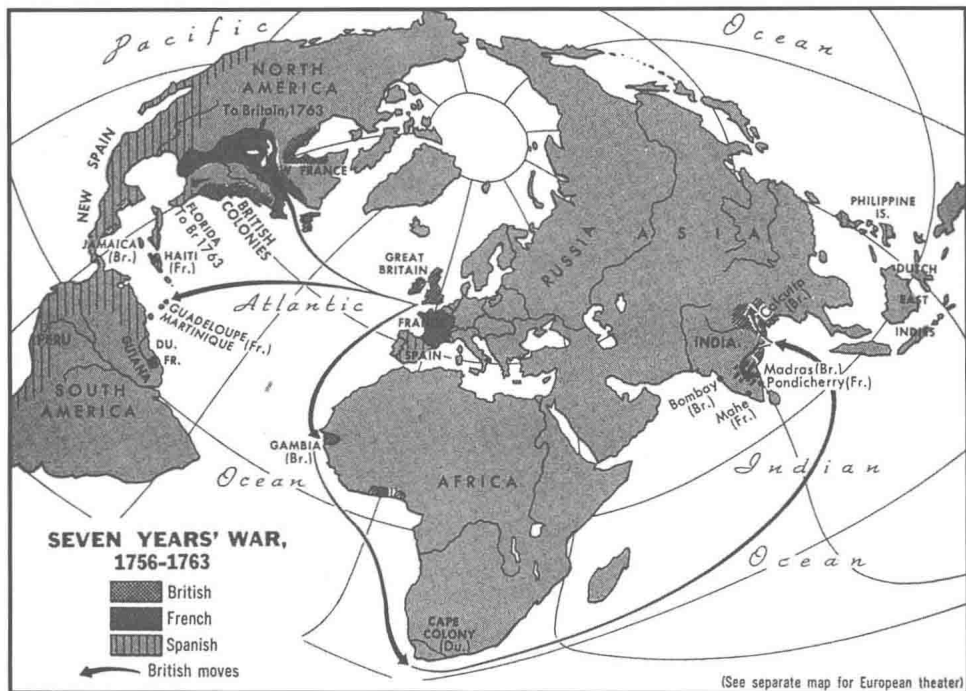 Pacific
Ocean
NORTH
AMERICA
To Britain, 1763
NEW SPAIN
FRANCE
FLORIDA
To Br 1763
BRITISH
COLONIES
JAMAICA
(Br.)
HAITI
(Fr.)
GREAT
BRITAIN
Atlantic
GUADELOUPE
MARTINIQUE (Fr.)
PERU
GUIANA
DU.
FR.
SOUTH
AMERICA
SPAIN
RUSSIA
ASIA
PHILIPPINE
IS.
DUTCH
EAST
INDIES
Calcutta
(Br.)
INDIA
Madras (Br.)
Pondicherry (Fr.)
Bombay
(Br.)
Mahe
(Fr.)
GAMBIA
(Br.)
Ocean
AFRICA
Indian
Ocean
CAPE
COLONY
(Du.)
SEVEN YEARS' WAR,
1756-1763
British
French
Spanish
British moves
(See separate map for European theater)